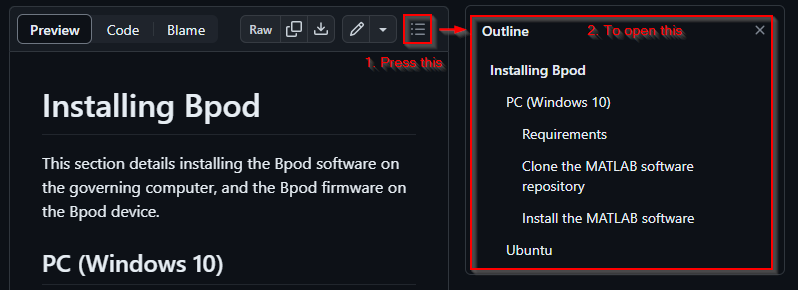 Preview Code Blame Raw
1. Press this
Installing Bpod
This section details installing the Bpod software on
the governing computer, and the Bpod firmware on
the Bpod device.
PC (Windows 10)
Outline
2. To open this
Installing Bpod
PC (Windows 10)
Requirements
Clone the MATLAB software
repository
Install the MATLAB software
Ubuntu